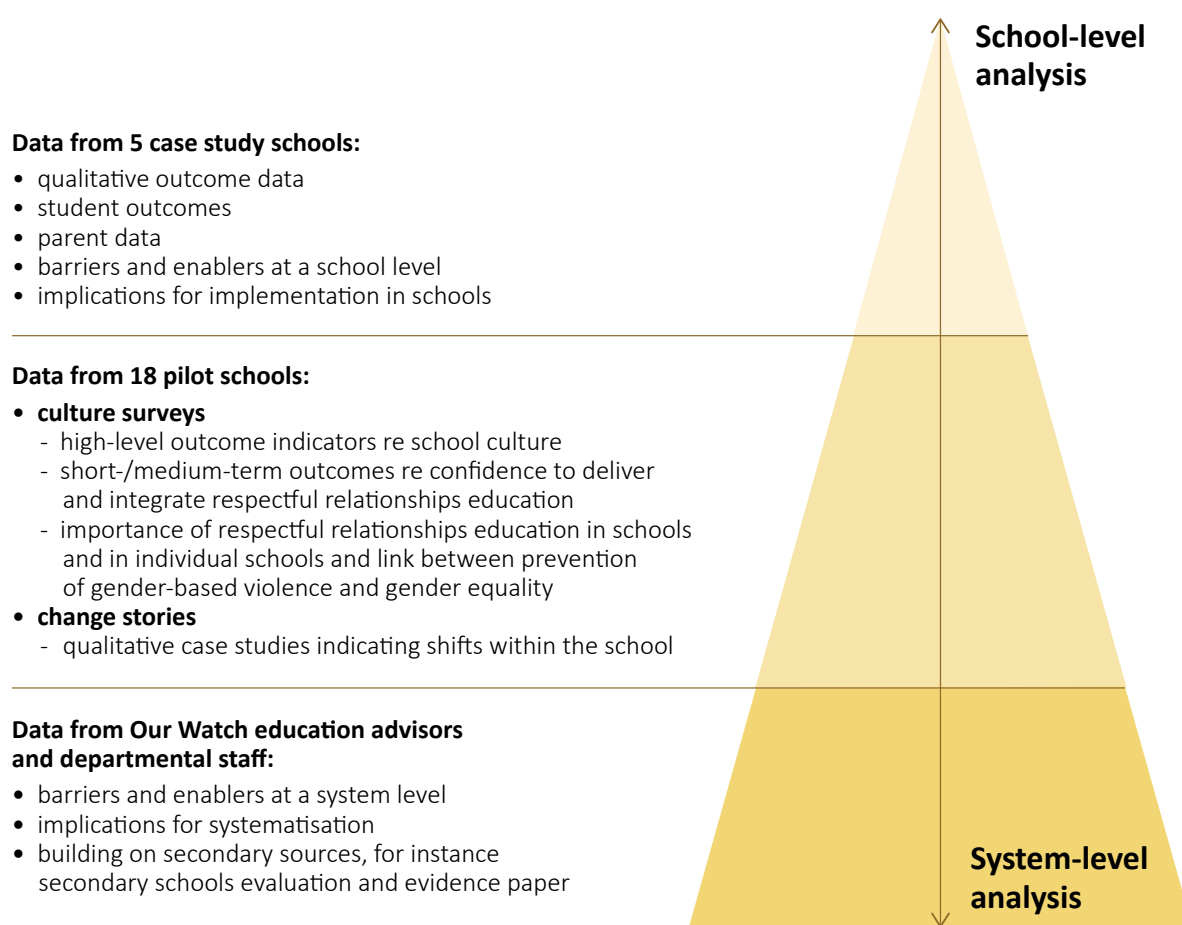 School-level
analysis
Data from 5 case study schools:
• qualitative outcome data
• student outcomes
• parent data
• barriers and enablers at a school level
• implications for implementation in schools
Data from 18 pilot schools:
• culture surveys
- high-level outcome indicators re school culture
- short-/medium-term outcomes re confidence to deliver
and integrate respectful relationships education
- importance of respectful relationships education in schools
and in individual schools and link between prevention
of gender-based violence and gender equality
• change stories
- qualitative case studies indicating shifts within the school
Data from Our Watch education advisors
and departmental staff:
• barriers and enablers at a system level
• implications for systematisation
• building on secondary sources, for instance
secondary schools evaluation and evidence paper
System-level
analysis